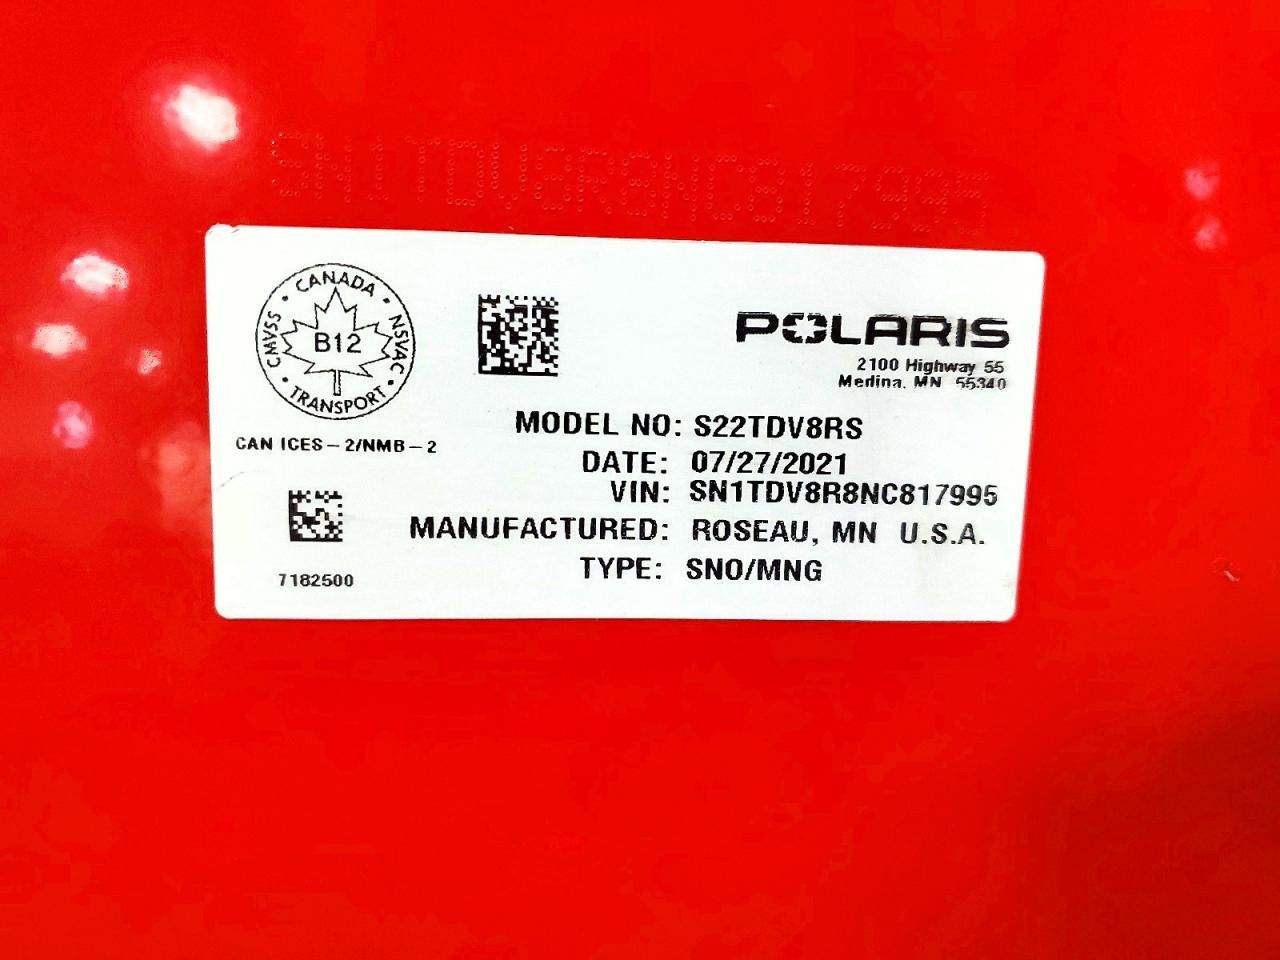 SN1TDV8R8NC817995
CANADA · NSVAC · TRANSPORT · CMVSS ·
B12
CAN ICES-2/NMB-2
POLARIS
2100 Highway 55
Medina, MN 55340
MODEL NO: S22TDV8RS
DATE: 07/27/2021
VIN: SN1TDV8R8NC817995
MANUFACTURED: ROSEAU, MN U.S.A.
TYPE: SNO/MNG
7182500